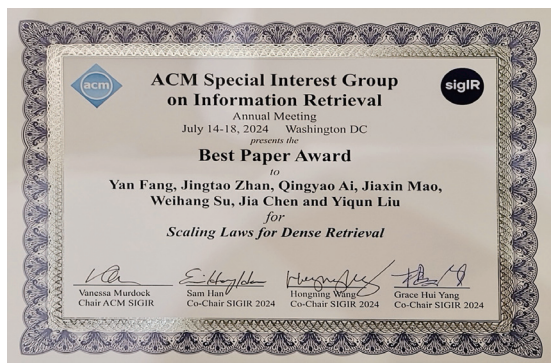 acm
sigIR
ACM Special Interest Group
on Information Retrieval
Annual Meeting
July 14-18, 2024 Washington DC
presents the
Best Paper Award
to
Yan Fang, Jingtao Zhan, Qingyao Ai, Jiaxin Mao,
Weihang Su, Jia Chen and Yiqun Liu
for
Scaling Laws for Dense Retrieval
Vanessa Murdock Sam Han Hongning Wang Grace Hui Yang
Chair ACM SIGIR Co-Chair SIGIR 2024 Co-Chair SIGIR 2024 Co-Chair SIGIR 2024